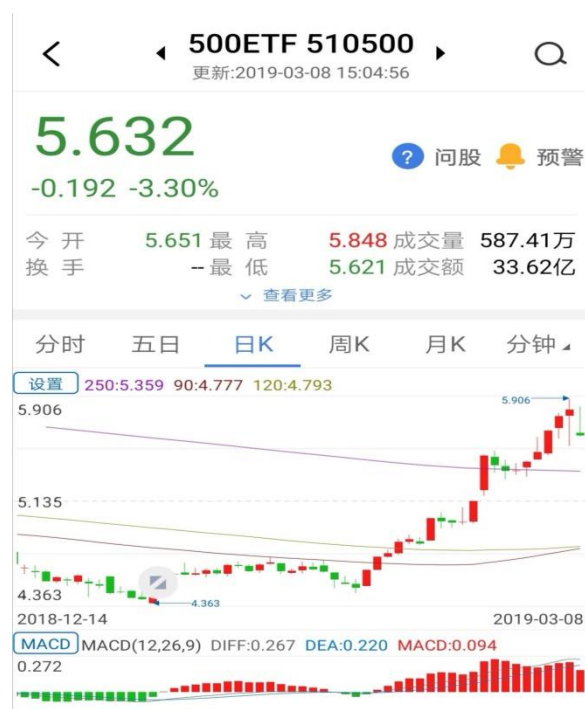 500ETF 510500
更新:2019-03-08 15:04:56
5.632
? 问股 预警
-0.192 -3.30%
今开 5.651 最高 5.848 成交量 587.41万
换手 -- 最低 5.621 成交额 33.62亿
查看更多
分时 五日 日K 周K 月K 分钟
设置 250:5.359 90:4.777 120:4.793
5.906
5.906
5.135
4.363
4.363
2018-12-14 2019-03-08
MACD MACD(12,26,9) DIFF:0.267 DEA:0.220 MACD:0.094
0.272